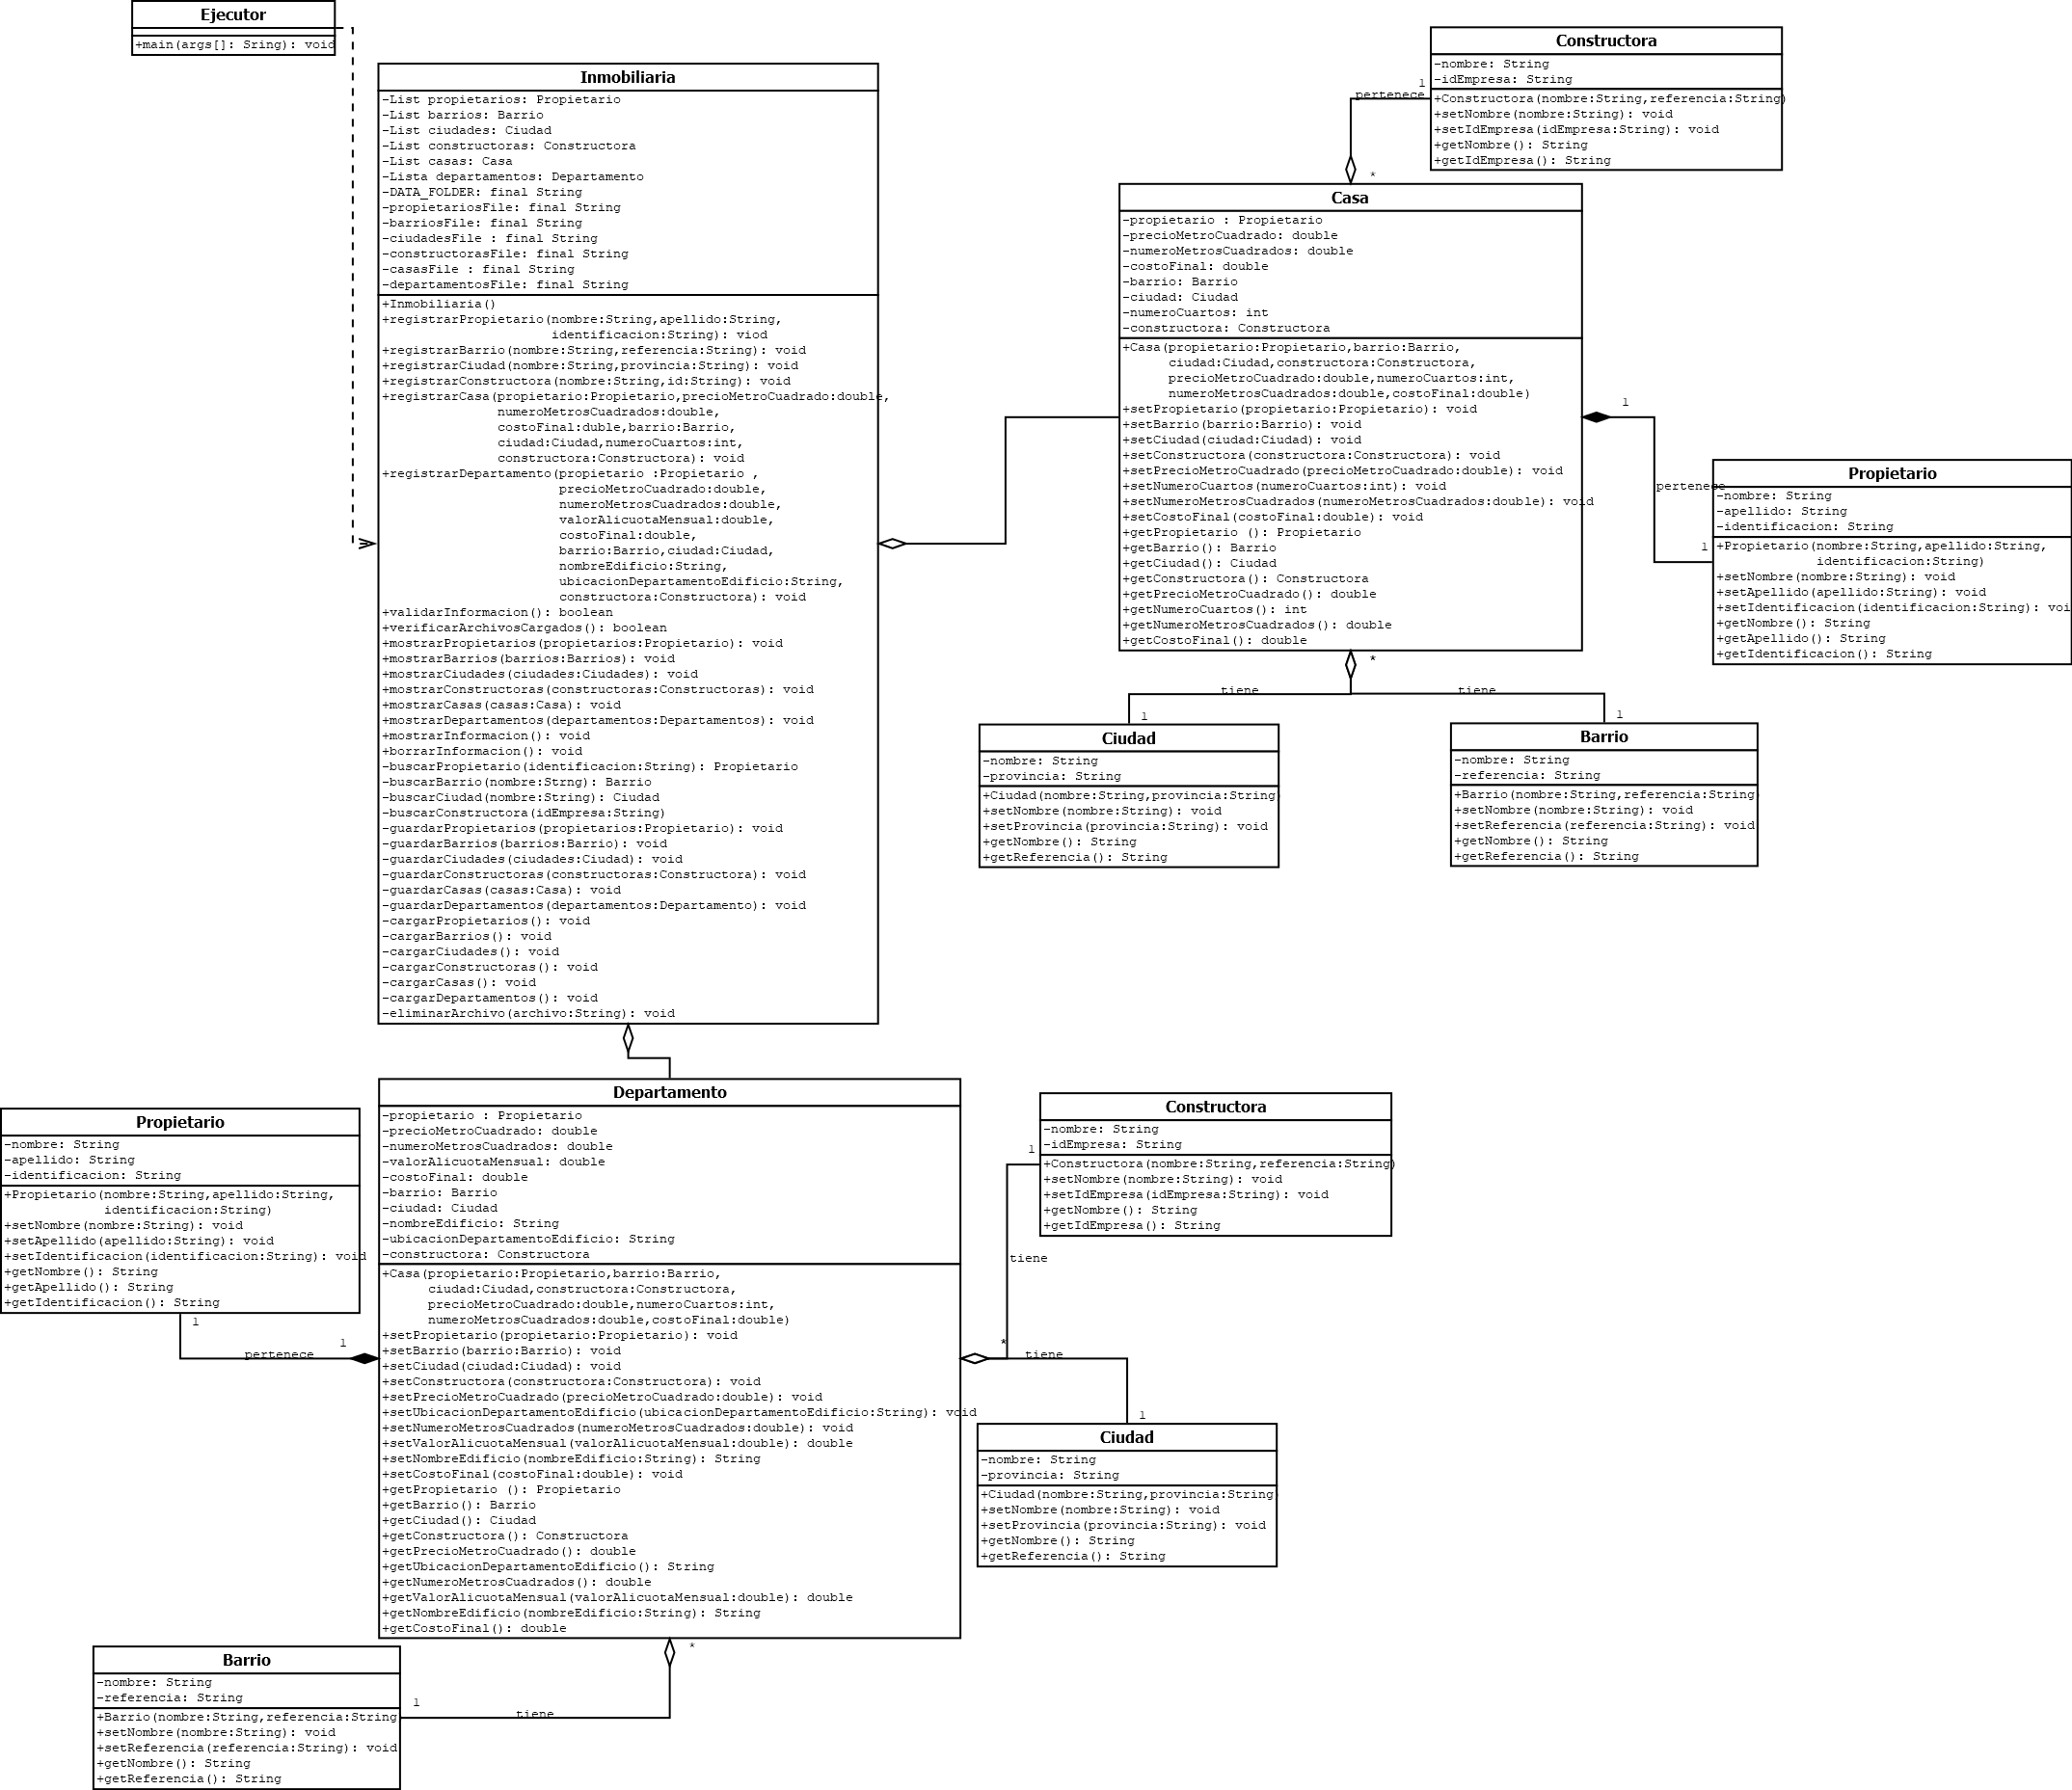 Ejecutor
+main(args[]: Sring): void
Inmobiliaria
-List propietarios: Propietario
-List barrios: Barrio
-List ciudades: Ciudad
-List constructoras: Constructora
-List casas: Casa
-Lista departamentos: Departamento
-DATA_FOLDER: final String
-propietariosFile: final String
-barriosFile: final String
-ciudadesFile : final String
-constructorasFile: final String
-casasFile : final String
-departamentosFile: final String
+Inmobiliaria()
+registrarPropietario(nombre:String,apellido:String,
identificacion:String): viod
+registrarBarrio(nombre:String,referencia:String): void
+registrarCiudad(nombre:String,provincia:String): void
+registrarConstructora(nombre:String,id:String): void
+registrarCasa(propietario:Propietario,precioMetroCuadrado:double,
numeroMetrosCuadrados:double,
costoFinal:duble,barrio:Barrio,
ciudad:Ciudad,numeroCuartos:int,
constructora:Constructora): void
+registrarDepartamento(propietario :Propietario ,
precioMetroCuadrado:double,
numeroMetrosCuadrados:double,
valorAlicuotaMensual:double,
costoFinal:double,
barrio:Barrio,ciudad:Ciudad,
nombreEdificio:String,
ubicacionDepartamentoEdificio:String,
constructora:Constructora): void
+validarInformacion(): boolean
+verificarArchivosCargados(): boolean
+mostrarPropietarios(propietarios:Propietario): void
+mostrarBarrios(barrios:Barrios): void
+mostrarCiudades(ciudades:Ciudades): void
+mostrarConstructoras(constructoras:Constructoras): void
+mostrarCasas(casas:Casa): void
+mostrarDepartamentos(departamentos:Departamentos): void
+mostrarInformacion(): void
+borrarInformacion(): void
-buscarPropietario(identificacion:String): Propietario
-buscarBarrio(nombre:Strng): Barrio
-buscarCiudad(nombre:String): Ciudad
-buscarConstructora(idEmpresa:String)
-guardarPropietarios(propietarios:Propietario): void
-guardarBarrios(barrios:Barrio): void
-guardarCiudades(ciudades:Ciudad): void
-guardarConstructoras(constructoras:Constructora): void
-guardarCasas(casas:Casa): void
-guardarDepartamentos(departamentos:Departamento): void
-cargarPropietarios(): void
-cargarBarrios(): void
-cargarCiudades(): void
-cargarConstructoras(): void
-cargarCasas(): void
-cargarDepartamentos(): void
-eliminarArchivo(archivo:String): void
Constructora
-nombre: String
-idEmpresa: String
+Constructora(nombre:String,referencia:String)
+setNombre(nombre:String): void
+setIdEmpresa(idEmpresa:String): void
+getNombre(): String
+getIdEmpresa(): String
1
pertenece
*
Casa
-propietario : Propietario
-precioMetroCuadrado: double
-numeroMetrosCuadrados: double
-costoFinal: double
-barrio: Barrio
-ciudad: Ciudad
-numeroCuartos: int
-constructora: Constructora
+Casa(propietario:Propietario,barrio:Barrio,
ciudad:Ciudad,constructora:Constructora,
precioMetroCuadrado:double,numeroCuartos:int,
numeroMetrosCuadrados:double,costoFinal:double)
+setPropietario(propietario:Propietario): void
+setBarrio(barrio:Barrio): void
+setCiudad(ciudad:Ciudad): void
+setConstructora(constructora:Constructora): void
+setPrecioMetroCuadrado(precioMetroCuadrado:double): void
+setNumeroCuartos(numeroCuartos:int): void
+setNumeroMetrosCuadrados(numeroMetrosCuadrados:double): void
+setCostoFinal(costoFinal:double): void
+getPropietario (): Propietario
+getBarrio(): Barrio
+getCiudad(): Ciudad
+getConstructora(): Constructora
+getPrecioMetroCuadrado(): double
+getNumeroCuartos(): int
+getNumeroMetrosCuadrados(): double
+getCostoFinal(): double
1
pertenece
1
Propietario
-nombre: String
-apellido: String
-identificacion: String
+Propietario(nombre:String,apellido:String,
identificacion:String)
+setNombre(nombre:String): void
+setApellido(apellido:String): void
+setIdentificacion(identificacion:String): voi
+getNombre(): String
+getApellido(): String
+getIdentificacion(): String
*
tiene
tiene
1
1
Ciudad
-nombre: String
-provincia: String
+Ciudad(nombre:String,provincia:String
+setNombre(nombre:String): void
+setProvincia(provincia:String): void
+getNombre(): String
+getReferencia(): String
Barrio
-nombre: String
-referencia: String
+Barrio(nombre:String,referencia:String
+setNombre(nombre:String): void
+setReferencia(referencia:String): void
+getNombre(): String
+getReferencia(): String
Propietario
-nombre: String
-apellido: String
-identificacion: String
+Propietario(nombre:String,apellido:String,
identificacion:String)
+setNombre(nombre:String): void
+setApellido(apellido:String): void
+setIdentificacion(identificacion:String): void
+getNombre(): String
+getApellido(): String
+getIdentificacion(): String
1
1
pertenece
Departamento
-propietario : Propietario
-precioMetroCuadrado: double
-numeroMetrosCuadrados: double
-valorAlicuotaMensual: double
-costoFinal: double
-barrio: Barrio
-ciudad: Ciudad
-nombreEdificio: String
-ubicacionDepartamentoEdificio: String
-constructora: Constructora
+Casa(propietario:Propietario,barrio:Barrio,
ciudad:Ciudad,constructora:Constructora,
precioMetroCuadrado:double,numeroCuartos:int,
numeroMetrosCuadrados:double,costoFinal:double)
+setPropietario(propietario:Propietario): void
+setBarrio(barrio:Barrio): void
+setCiudad(ciudad:Ciudad): void
+setConstructora(constructora:Constructora): void
+setPrecioMetroCuadrado(precioMetroCuadrado:double): void
+setUbicacionDepartamentoEdificio(ubicacionDepartamentoEdificio:String): void
+setNumeroMetrosCuadrados(numeroMetrosCuadrados:double): void
+setValorAlicuotaMensual(valorAlicuotaMensual:double): double
+setNombreEdificio(nombreEdificio:String): String
+setCostoFinal(costoFinal:double): void
+getPropietario (): Propietario
+getBarrio(): Barrio
+getCiudad(): Ciudad
+getConstructora(): Constructora
+getPrecioMetroCuadrado(): double
+getUbicacionDepartamentoEdificio(): String
+getNumeroMetrosCuadrados(): double
+getValorAlicuotaMensual(valorAlicuotaMensual:double): double
+getNombreEdificio(nombreEdificio:String): String
+getCostoFinal(): double
Constructora
-nombre: String
-idEmpresa: String
+Constructora(nombre:String,referencia:String)
+setNombre(nombre:String): void
+setIdEmpresa(idEmpresa:String): void
+getNombre(): String
+getIdEmpresa(): String
1
tiene
*
tiene
1
Ciudad
-nombre: String
-provincia: String
+Ciudad(nombre:String,provincia:String
+setNombre(nombre:String): void
+setProvincia(provincia:String): void
+getNombre(): String
+getReferencia(): String
*
1
tiene
Barrio
-nombre: String
-referencia: String
+Barrio(nombre:String,referencia:String
+setNombre(nombre:String): void
+setReferencia(referencia:String): void
+getNombre(): String
+getReferencia(): String